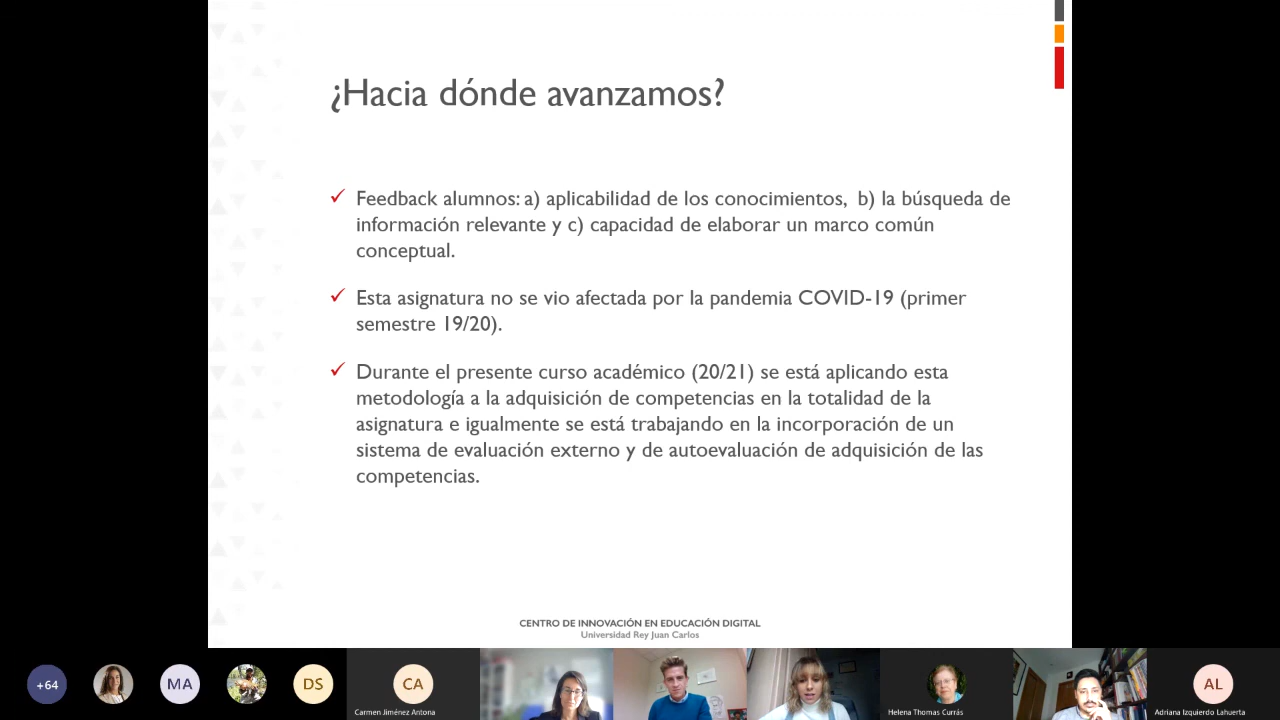 ¿Hacia dónde avanzamos?
Feedback alumnos: a) aplicabilidad de los conocimientos, b) la búsqueda de
información relevante y c) capacidad de elaborar un marco común
conceptual.
Esta asignatura no se vio afectada por la pandemia COVID-19 (primer
semestre 19/20).
Durante el presente curso académico (20/21) se está aplicando esta
metodología a la adquisición de competencias en la totalidad de la
asignatura e igualmente se está trabajando en la incorporación de un
sistema de evaluación externo y de autoevaluación de adquisición de las
competencias.
CENTRO DE INNOVACIÓN EN EDUCACIÓN DIGITAL
Universidad Rey Juan Carlos
+64
MA
DS
CA
AL
Carmen Jiménez Antona
Helena Thomas Currás
Adriana Izquierdo Lahuerta